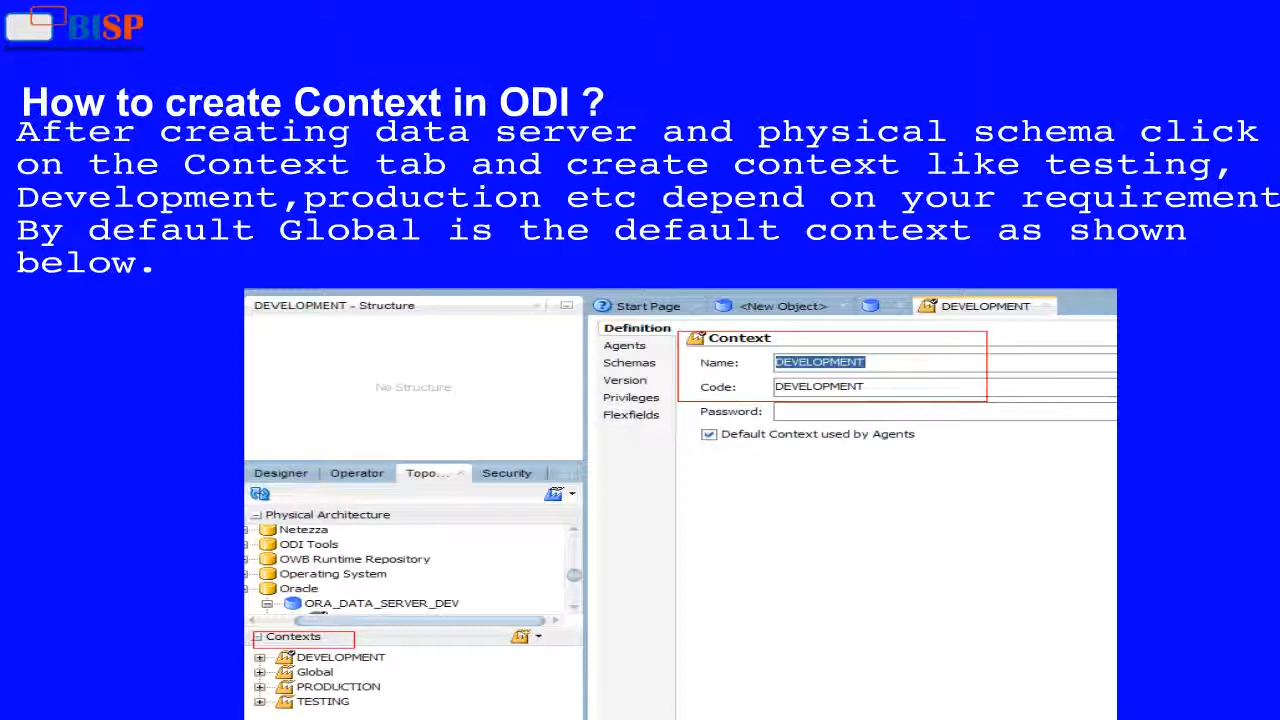 BISP
How to create Context in ODI ?
After creating data server and physical schema click
on the Context tab and create context like testing,
Development,production etc depend on your requirement
By default Global is the default context as shown
below.
DEVELOPMENT - Structure
Start Page
<New Object>
DEVELOPMENT
No Structure
Definition
Agents
Schemas
Version
Privileges
Flexfields
Context
Name: DEVELOPMENT
Code: DEVELOPMENT
Password:
Default Context used by Agents
Designer
Operator
Topo...
Security
Physical Architecture
Netezza
ODI Tools
OWB Runtime Repository
Operating System
Oracle
ORA_DATA_SERVER_DEV
Contexts
DEVELOPMENT
Global
PRODUCTION
TESTING